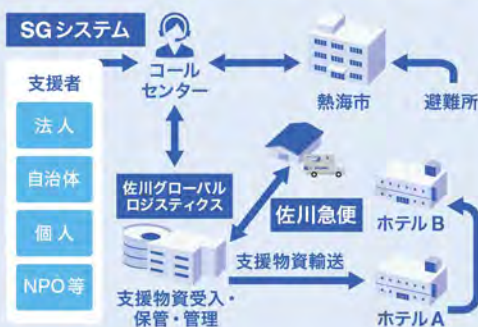 SGシステム
支援者
法人
自治体
個人
NPO等
コール
センター
熱海市
避難所
佐川グローバル
ロジスティクス
佐川急便
ホテルB
支援物資輸送
支援物資受入・
保管・管理
ホテルA